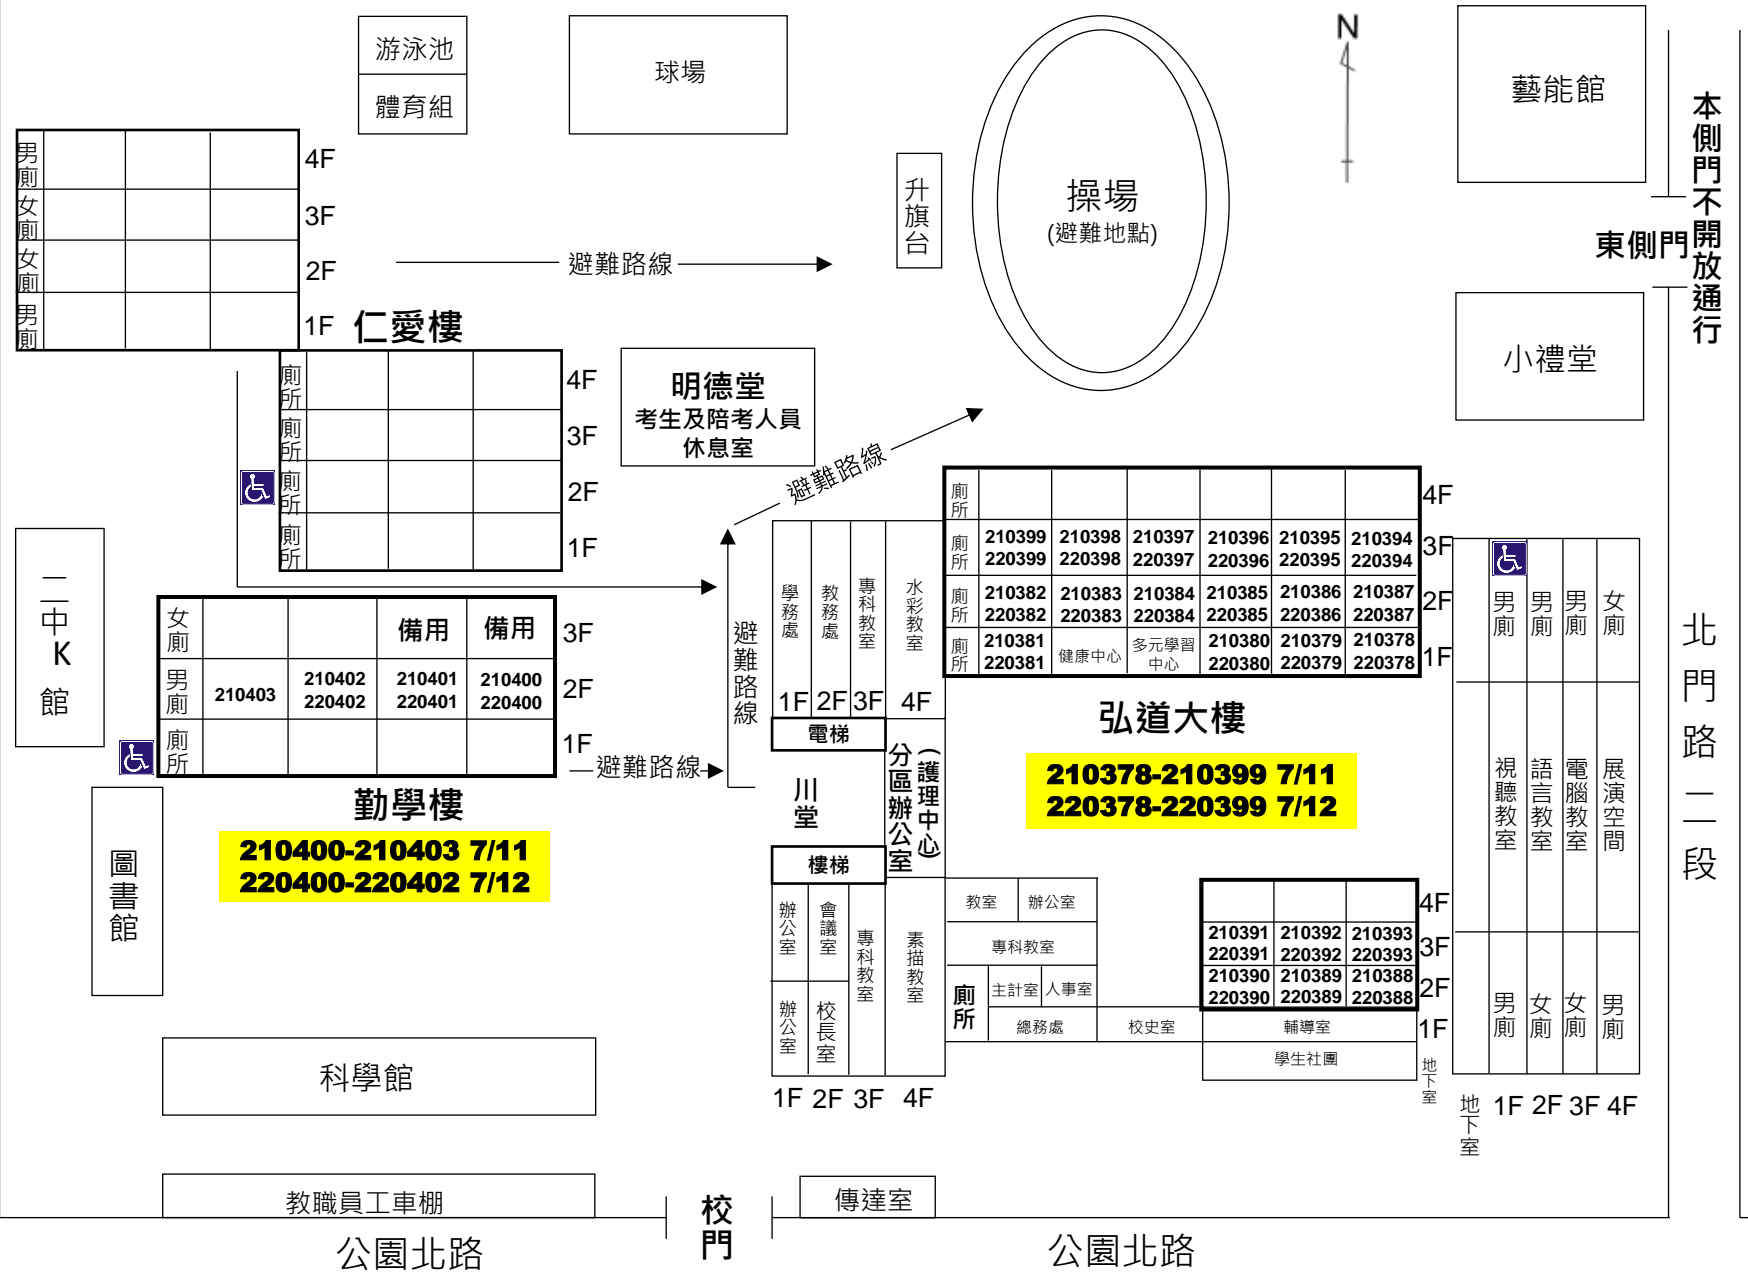 游泳池
體育組
球場
N
藝能館
本側門不開放通行
東側門
操場
(避難地點)
升旗台
小禮堂
男廁
4F
女廁
3F
女廁
2F
男廁
1F
仁愛樓
避難路線
廁所
4F
廁所
3F
廁所
2F
廁所
1F
明德堂
考生及陪考人員
休息室
避難路線
避難路線
二中K館
圖書館
女廁
備用
備用
3F
男廁
210403
210402
220402
210401
220401
210400
220400
2F
廁所
1F
避難路線
勤學樓
210400-210403 7/11
220400-220402 7/12
學務處
教務處
專科教室
水彩教室
1F 2F 3F 4F
電梯
川堂
(護理中心)
分區辦公室
樓梯
辦公室
會議室
專科教室
素描教室
辦公室
校長室
1F 2F 3F 4F
廁所
4F
廁所
210399 210398 210397 210396 210395 210394
220399 220398 220397 220396 220395 220394
3F
廁所
210382 210383 210384 210385 210386 210387
220382 220383 220384 220385 220386 220387
2F
廁所
210381
220381
健康中心
多元學習
中心
210380 210379 210378
220380 220379 220378
1F
弘道大樓
210378-210399 7/11
220378-220399 7/12
教室
辦公室
專科教室
廁所
主計室
人事室
總務處
校史室
輔導室
學生社團
4F
210391 210392 210393
220391 220392 220393
3F
210390 210389 210388
220390 220389 220388
2F
1F
地下室
男廁
男廁
男廁
女廁
視聽教室
語言教室
電腦教室
展演空間
男廁
女廁
女廁
男廁
地下室
1F 2F 3F 4F
北門路二段
科學館
教職員工車棚
校門
傳達室
公園北路
公園北路